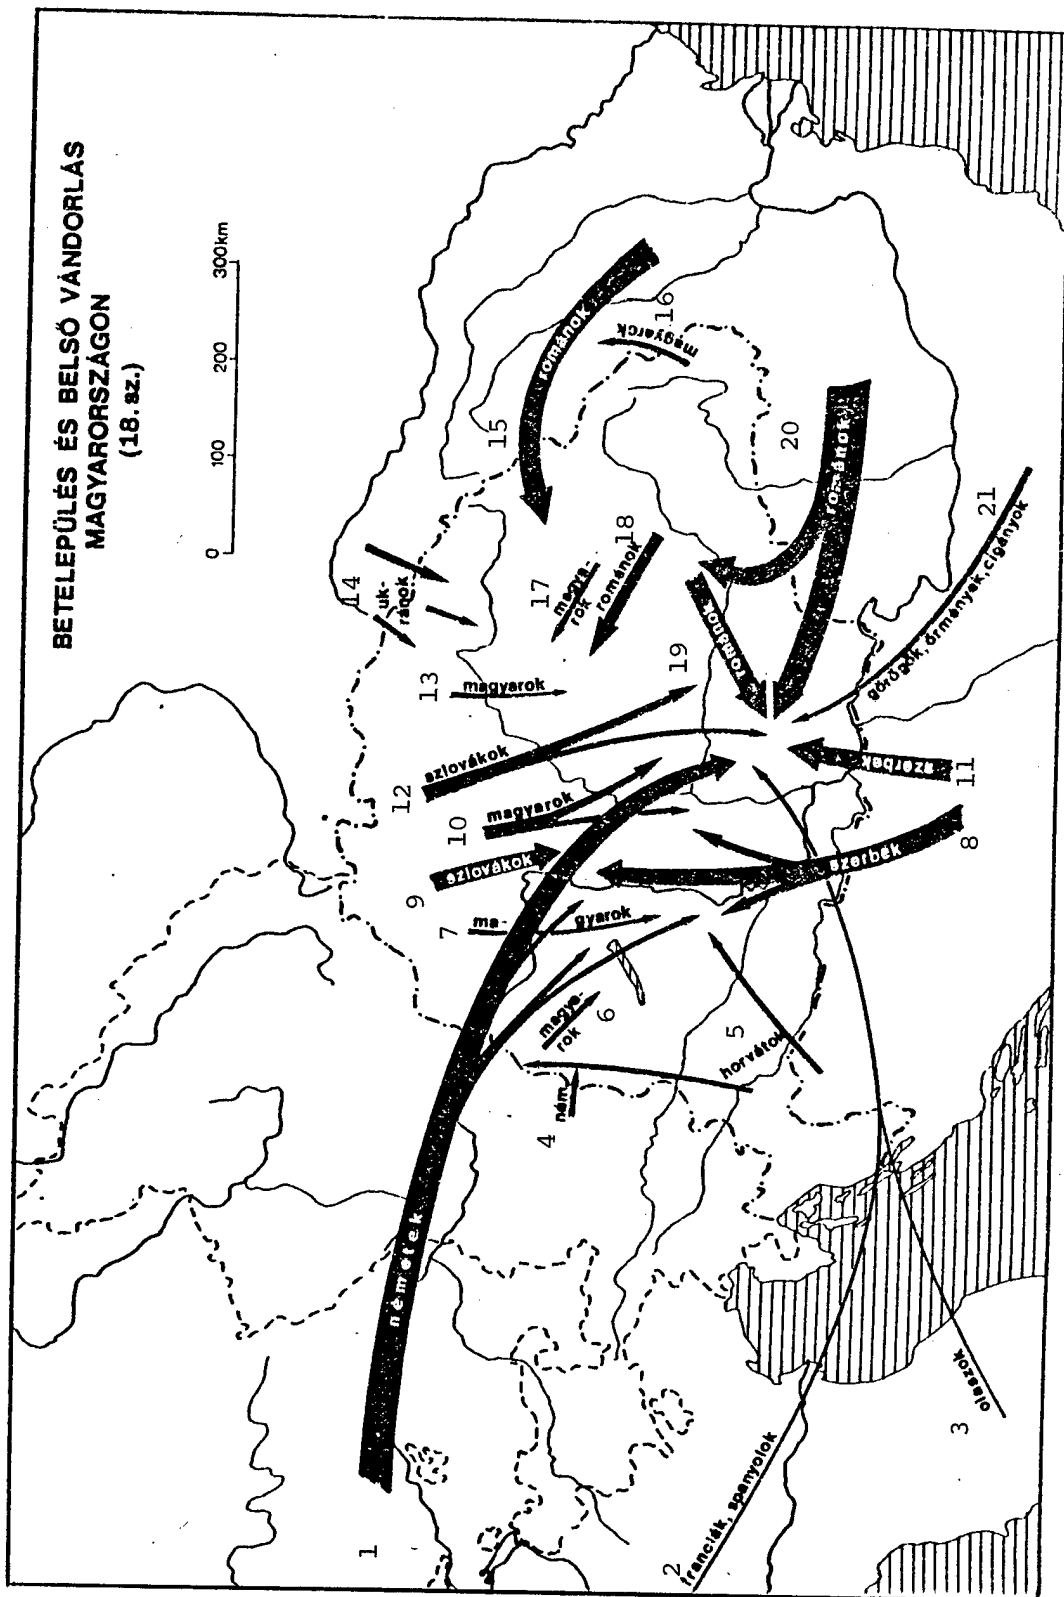 BETELEPÜLÉS ÉS BELSŐ VÁNDORLÁS
MAGYARORSZÁGON
(18. sz.)
0 100 200 300km
1
németek
2
franciák, spanyolok
3
olaszok
4
ném.
5
horvátok
6
magya-
rok
7
ma- gyarok
8
szerbek
9
szlovákok
10
magyarok
11
szerbek
12
szlovákok
13
magyarok
14
uk-
ránok
15
románok
16
magyarok
17
magya-
rok
18
románok
19
románok
20
románok
21
görögök, örmények, cigányok